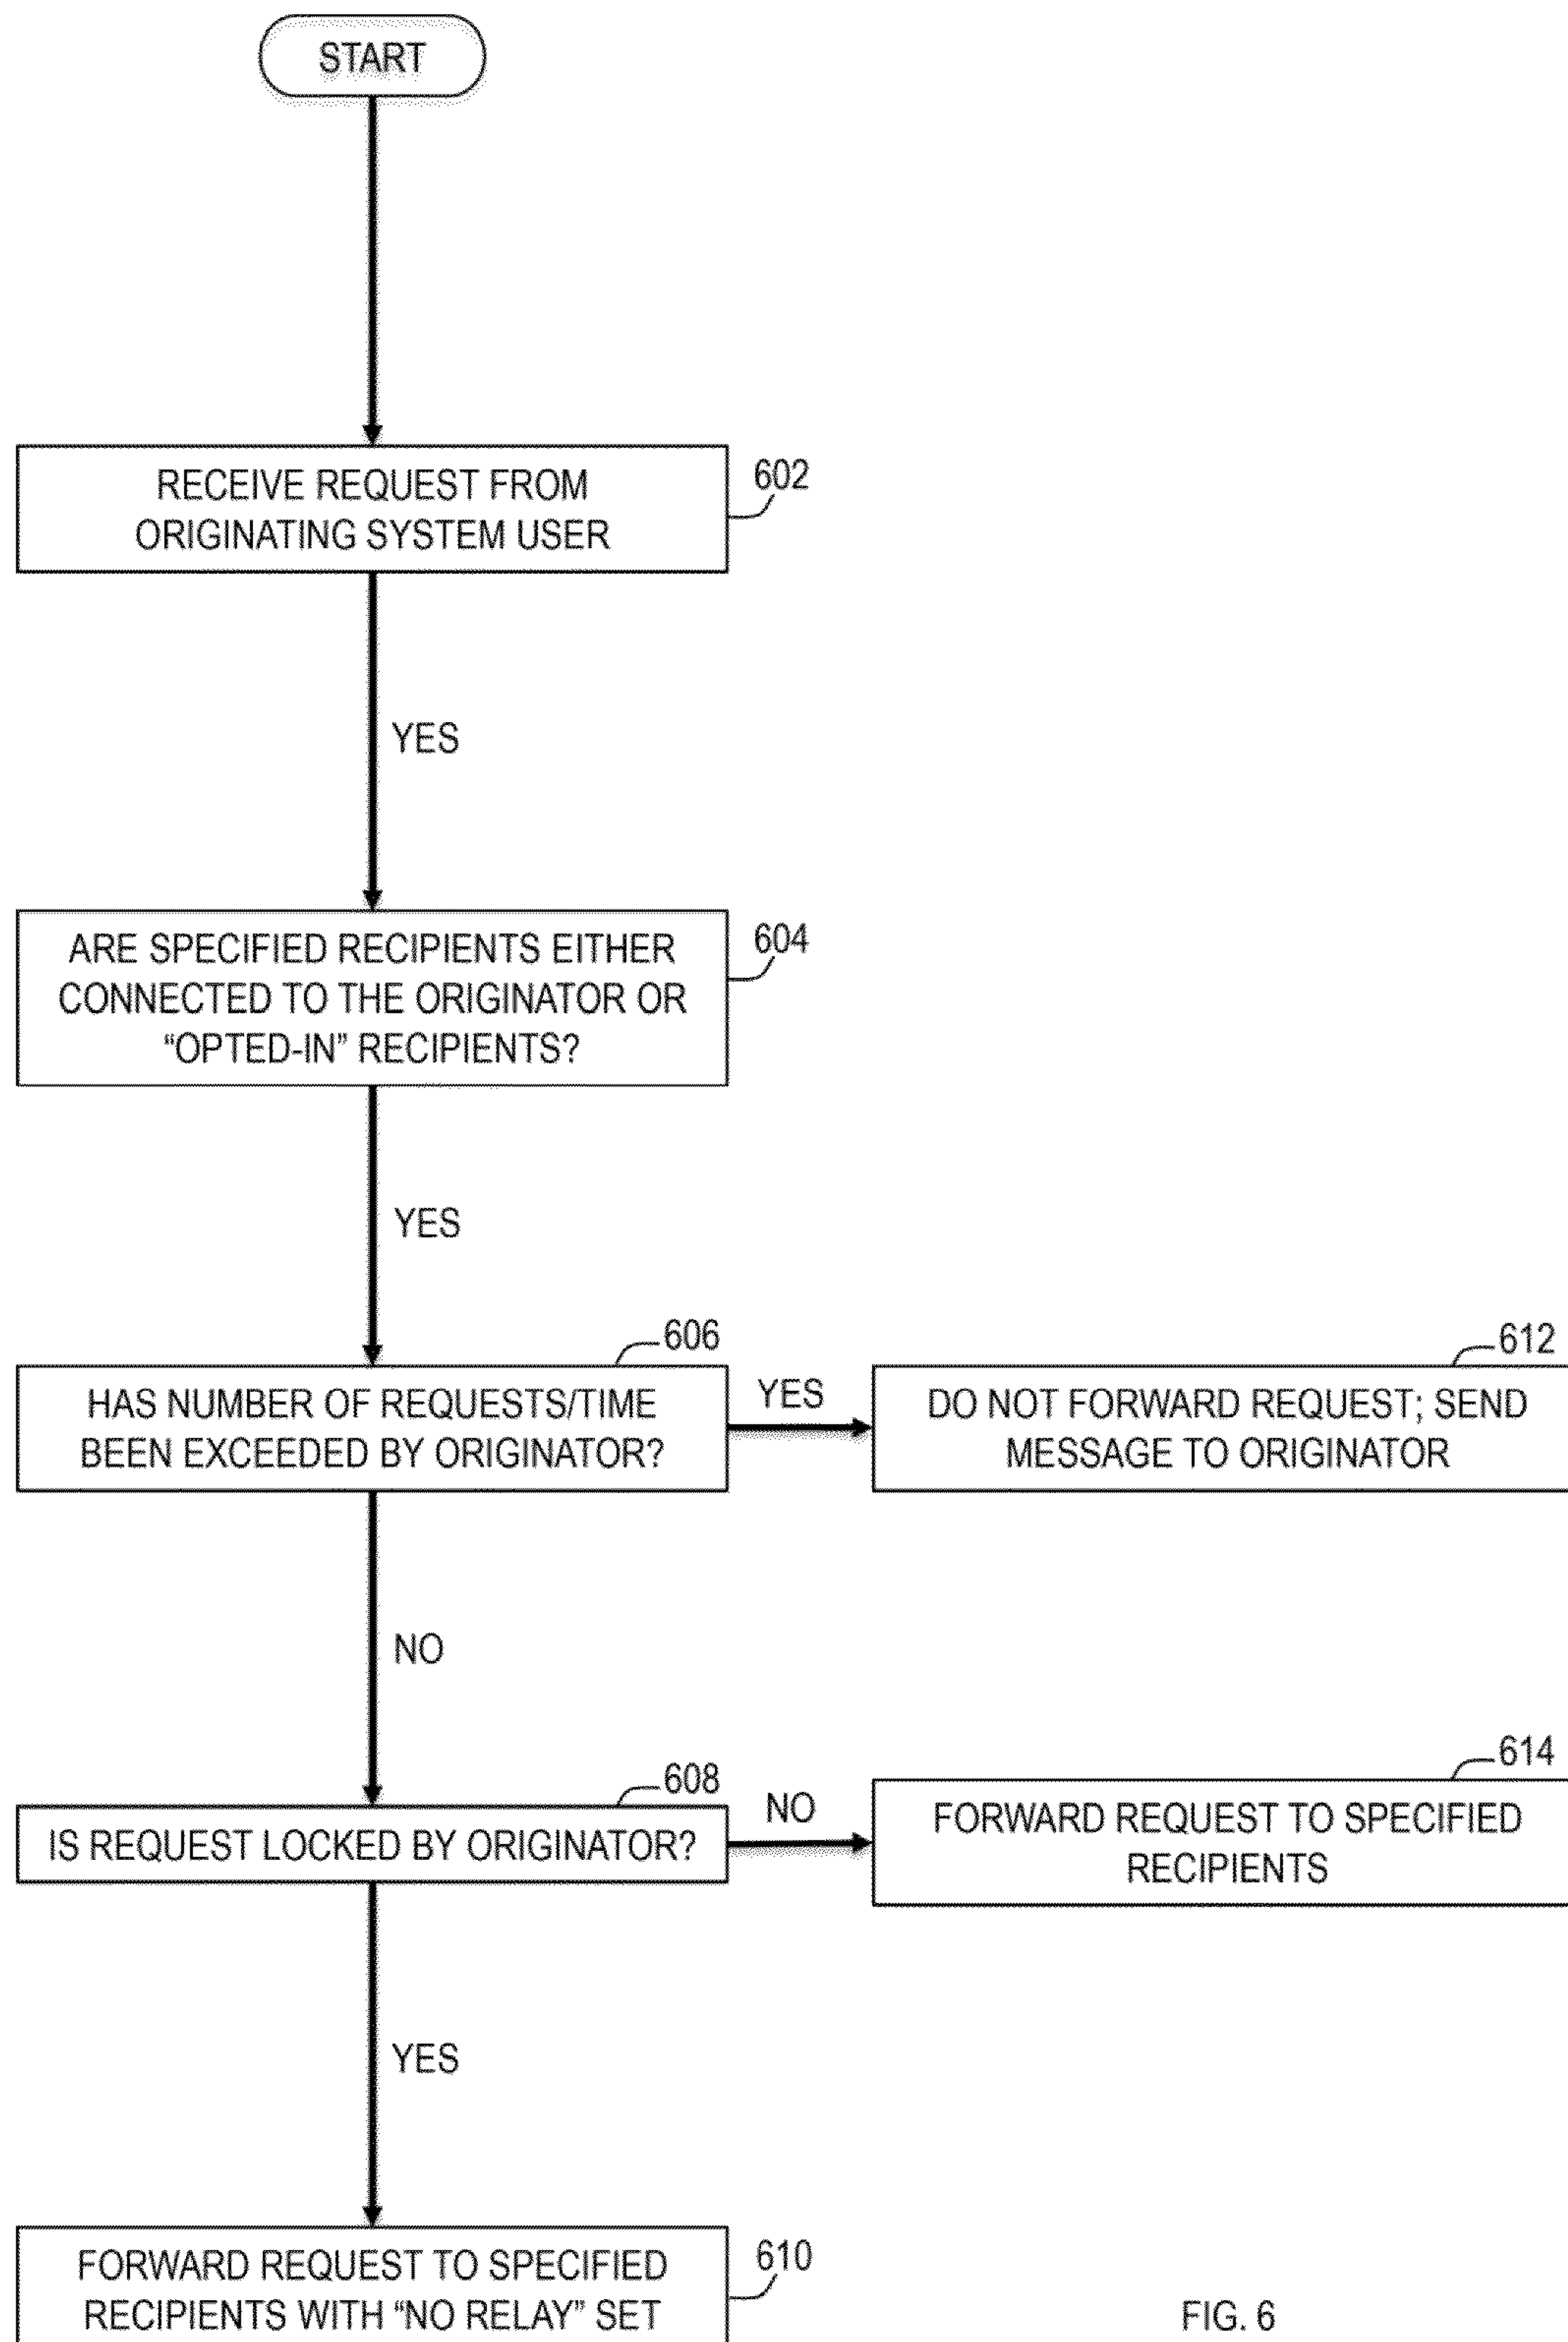 START
RECEIVE REQUEST FROM
ORIGINATING SYSTEM USER
602
YES
ARE SPECIFIED RECIPIENTS EITHER
CONNECTED TO THE ORIGINATOR OR
“OPTED-IN” RECIPIENTS?
604
YES
606
HAS NUMBER OF REQUESTS/TIME
BEEN EXCEEDED BY ORIGINATOR?
YES
612
DO NOT FORWARD REQUEST; SEND
MESSAGE TO ORIGINATOR
NO
608
IS REQUEST LOCKED BY ORIGINATOR?
NO
614
FORWARD REQUEST TO SPECIFIED
RECIPIENTS
YES
FORWARD REQUEST TO SPECIFIED
RECIPIENTS WITH “NO RELAY” SET
610
FIG. 6